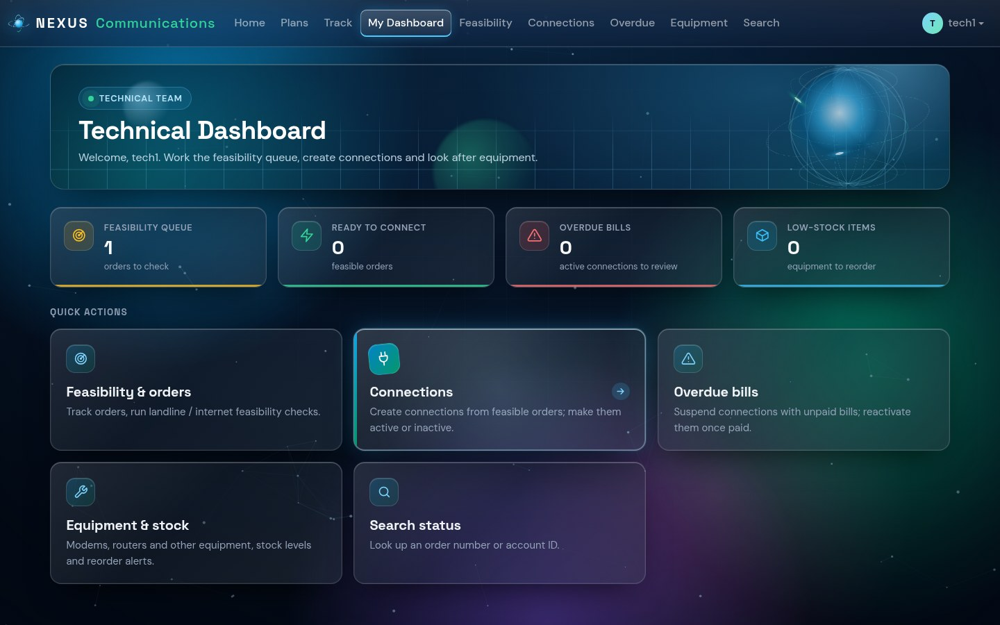 NEXUS Communications
Home
Plans
Track
My Dashboard
Feasibility
Connections
Overdue
Equipment
Search
T
tech1
TECHNICAL TEAM
Technical Dashboard
Welcome, tech1. Work the feasibility queue, create connections and look after equipment.
FEASIBILITY QUEUE
1
orders to check
READY TO CONNECT
0
feasible orders
OVERDUE BILLS
0
active connections to review
LOW-STOCK ITEMS
0
equipment to reorder
QUICK ACTIONS
Feasibility & orders
Track orders, run landline / internet feasibility checks.
Connections
Create connections from feasible orders; make them
active or inactive.
Overdue bills
Suspend connections with unpaid bills; reactivate
them once paid.
Equipment & stock
Modems, routers and other equipment, stock levels
and reorder alerts.
Search status
Look up an order number or account ID.